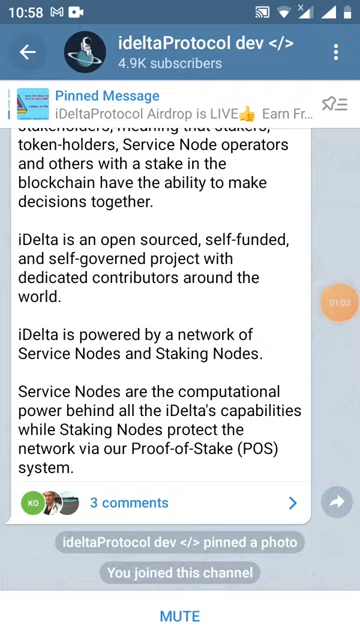 10:58
ideltaProtocol dev </>
4.9K subscribers
Pinned Message
iDeltaProtocol Airdrop is LIVE👍 Earn Fr...
stakeholders, meaning that stakers,
token-holders, Service Node operators
and others with a stake in the
blockchain have the ability to make
decisions together.
iDelta is an open sourced, self-funded,
and self-governed project with
dedicated contributors around the
world.
01:03
iDelta is powered by a network of
Service Nodes and Staking Nodes.
Service Nodes are the computational
power behind all the iDelta's capabilities
while Staking Nodes protect the
network via our Proof-of-Stake (POS)
system.
KO
3 comments
ideltaProtocol dev </> pinned a photo
You joined this channel
MUTE